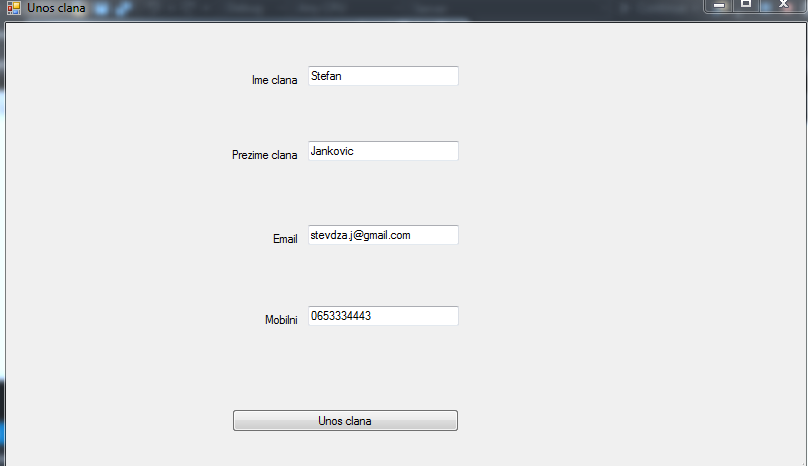 Unos clana
Ime clana Stefan
Prezime clana Jankovic
Email stevdza.j@gmail.com
Mobilni 0653334443
Unos clana